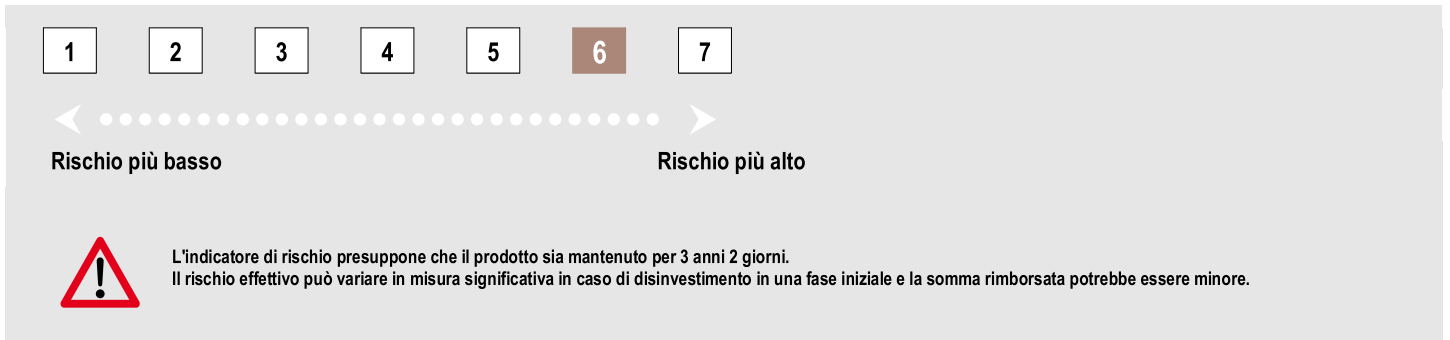 1 2 3 4 5 6 7
Rischio più basso Rischio più alto
L'indicatore di rischio presuppone che il prodotto sia mantenuto per 3 anni 2 giorni.
Il rischio effettivo può variare in misura significativa in caso di disinvestimento in una fase iniziale e la somma rimborsata potrebbe essere minore.